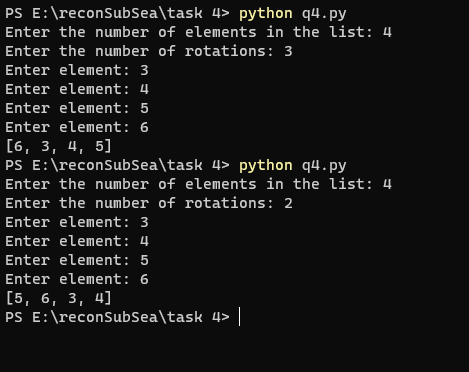 PS E:\reconSubSea\task 4> python q4.py
Enter the number of elements in the list: 4
Enter the number of rotations: 3
Enter element: 3
Enter element: 4
Enter element: 5
Enter element: 6
[6, 3, 4, 5]
PS E:\reconSubSea\task 4> python q4.py
Enter the number of elements in the list: 4
Enter the number of rotations: 2
Enter element: 3
Enter element: 4
Enter element: 5
Enter element: 6
[5, 6, 3, 4]
PS E:\reconSubSea\task 4>